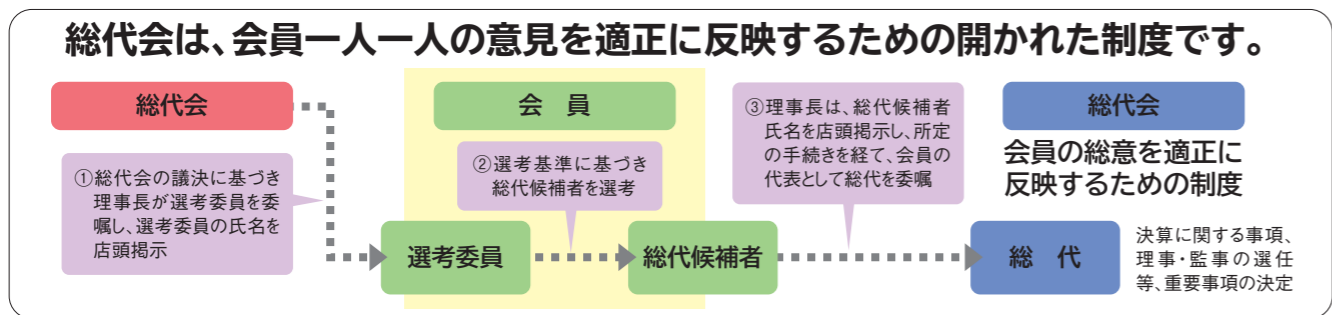 総代会は、会員一人一人の意見を適正に反映するための開かれた制度です。
総代会
①総代会の議決に基づき
理事長が選考委員を委
嘱し、選考委員の氏名を
店頭掲示
会　員
②選考基準に基づき
総代候補者を選考
選考委員
総代候補者
③理事長は、総代候補者
氏名を店頭掲示し、所定
の手続きを経て、会員の
代表として総代を委嘱
総代会
会員の総意を適正に
反映するための制度
総　代
決算に関する事項、
理事・監事の選任
等、重要事項の決定